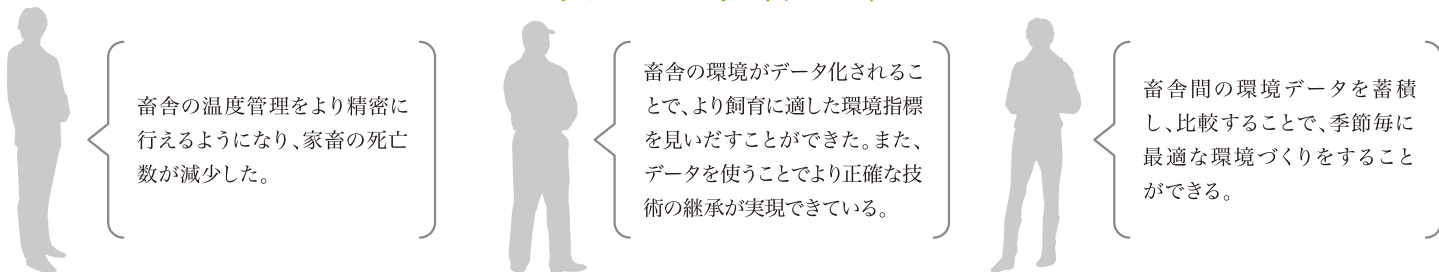 畜舎の温度管理をより精密に
行えるようになり、家畜の死亡
数が減少した。
畜舎の環境がデータ化されるこ
とで、より飼育に適した環境指標
を見いだすことができた。また、
データを使うことでより正確な技
術の継承が実現できている。
畜舎間の環境データを蓄積
し、比較することで、季節毎に
最適な環境づくりをすること
ができる。